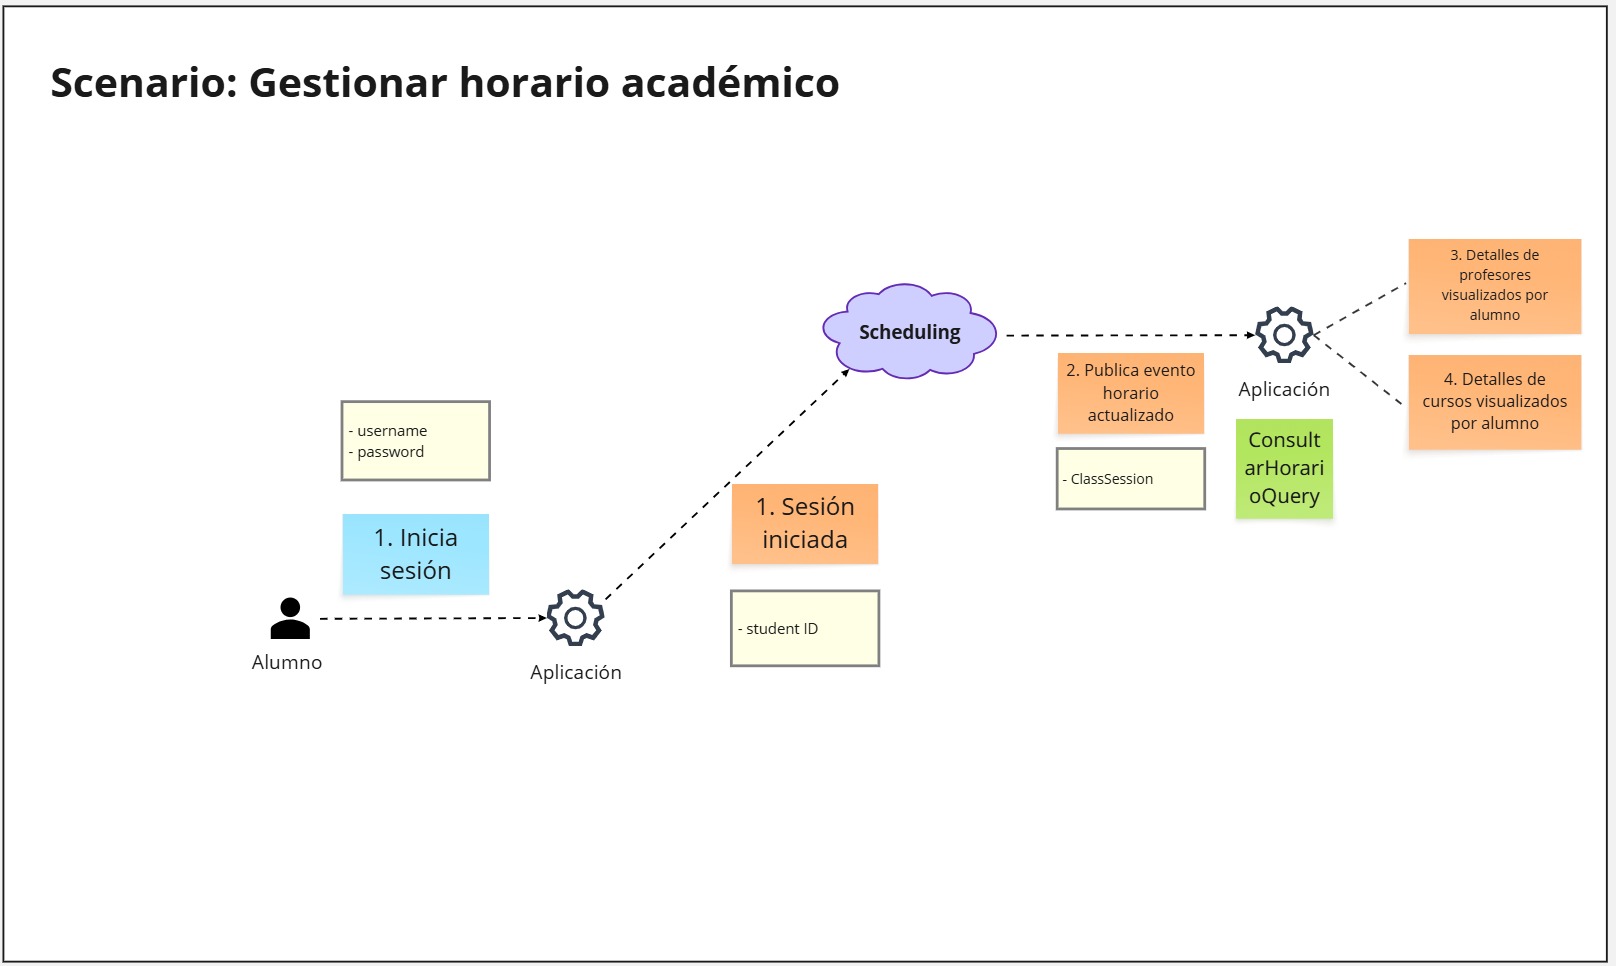 Scenario: Gestionar horario académico
- username
- password
1. Inicia
sesión
Alumno
Aplicación
1. Sesión
iniciada
- student ID
Scheduling
2. Publica evento
horario
actualizado
- ClassSession
Aplicación
Consult
arHorari
oQuery
3. Detalles de
profesores
visualizados por
alumno
4. Detalles de
cursos visualizados
por alumno